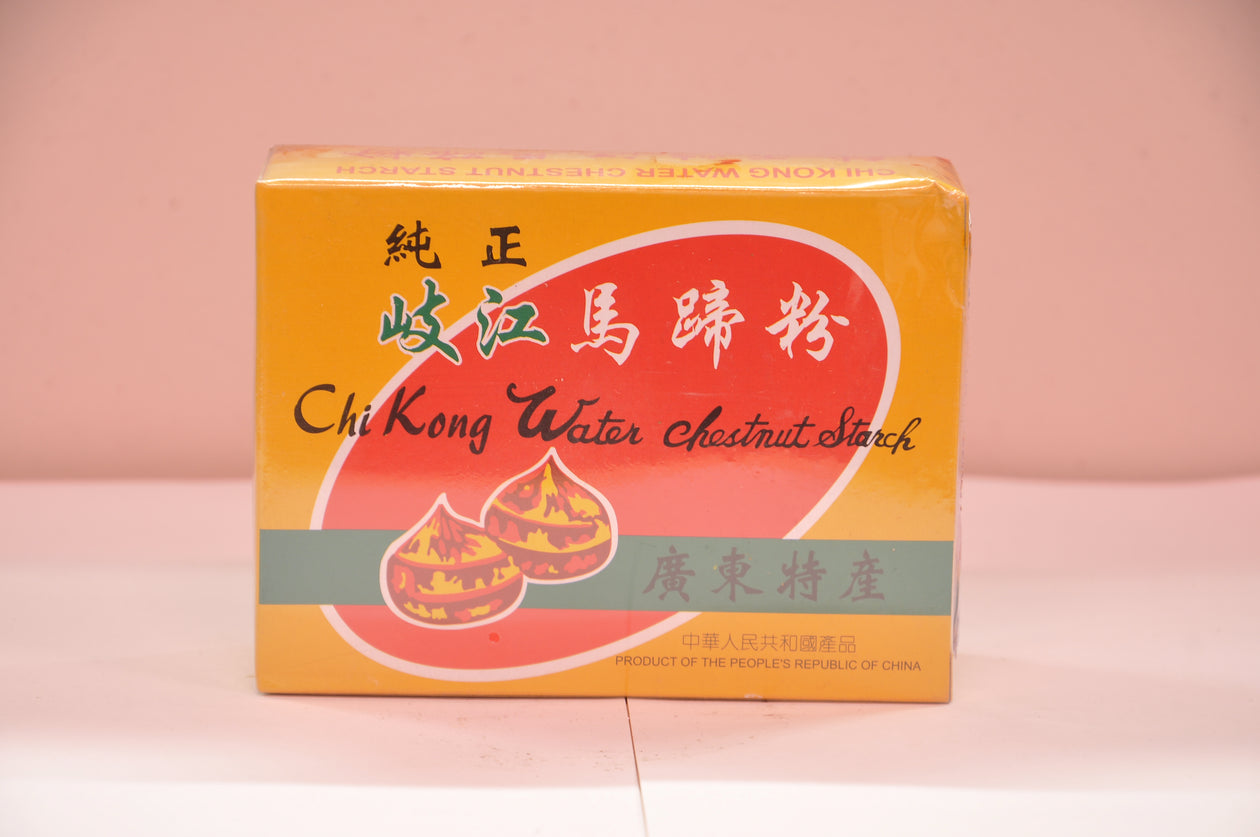 CHI KONG WATER CHESTNUT STARCH
純正
岐江馬蹄粉
Chi Kong Water Chestnut Starch
廣東特産
中華人民共和國產品
PRODUCT OF THE PEOPLE'S REPUBLIC OF CHINA